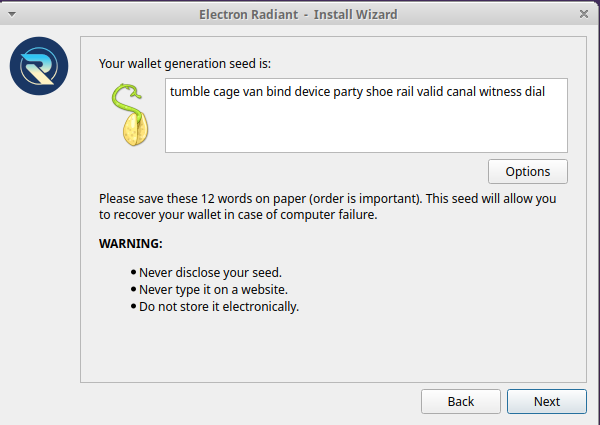 Electron Radiant - Install Wizard
Your wallet generation seed is:
tumble cage van bind device party shoe rail valid canal witness dial
Options
Please save these 12 words on paper (order is important). This seed will allow you
to recover your wallet in case of computer failure.
WARNING:
• Never disclose your seed.
• Never type it on a website.
• Do not store it electronically.
Back
Next